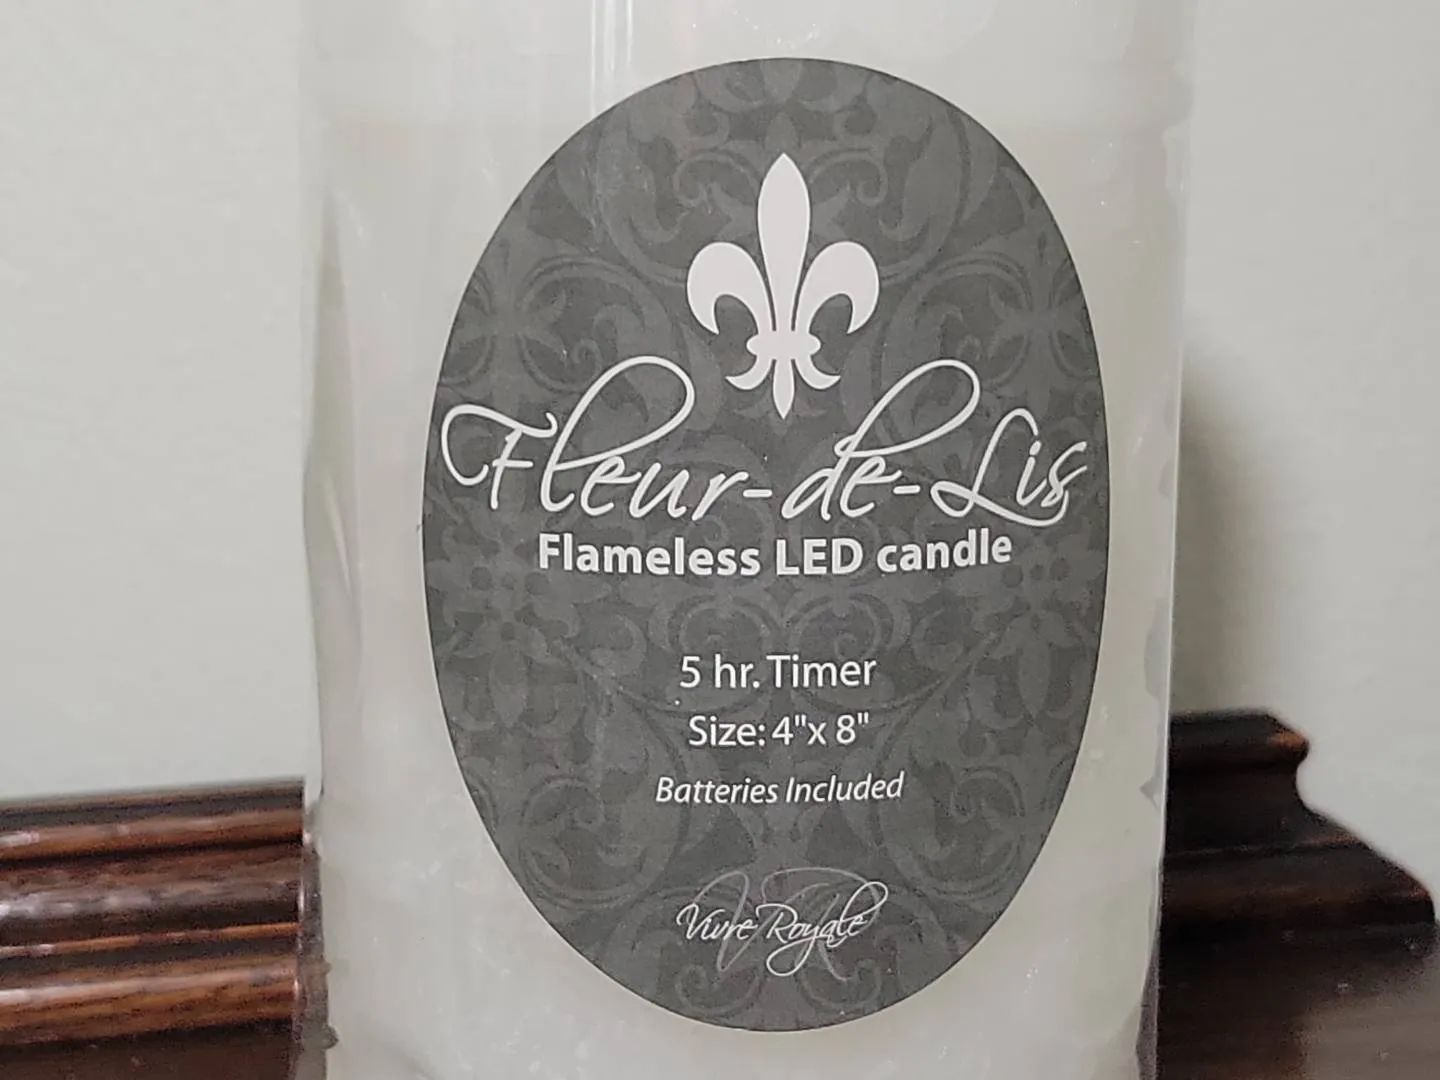 Fleur-de-Lis
Flameless LED candle
5 hr. Timer
Size: 4"x 8"
Batteries Included
Vivre Royale